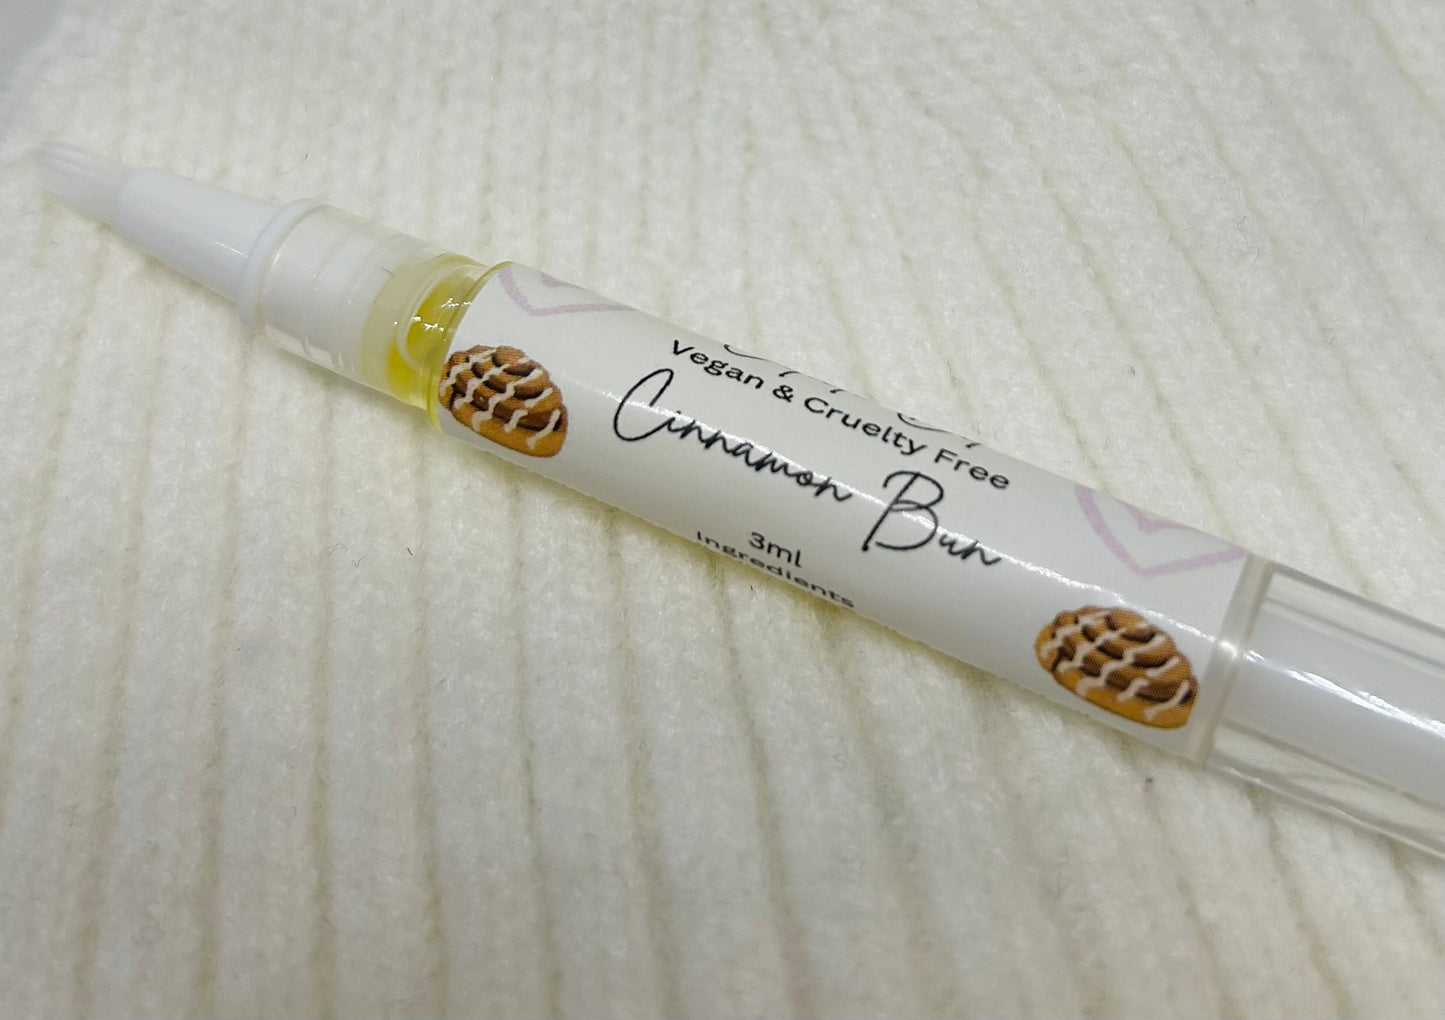 Vegan & Cruelty Free
Cinnamon Bun
3ml
Ingredients